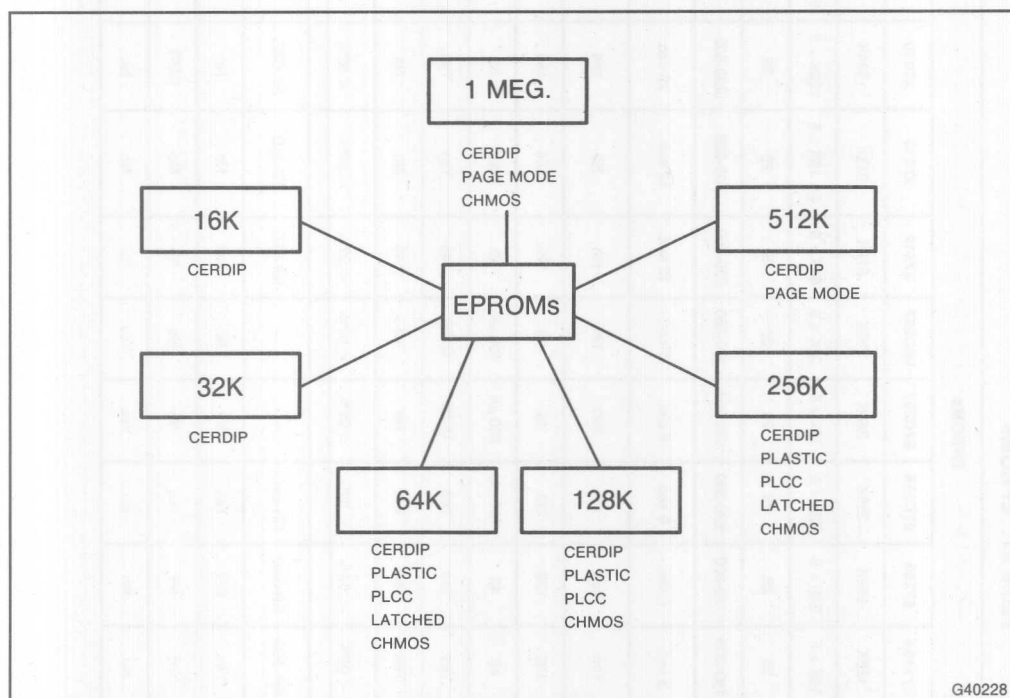 1 MEG.
CERDIP
PAGE MODE
CHMOS
16K
CERDIP
512K
CERDIP
PAGE MODE
EPROMs
32K
CERDIP
256K
CERDIP
PLASTIC
PLCC
LATCHED
CHMOS
64K
CERDIP
PLASTIC
PLCC
LATCHED
CHMOS
128K
CERDIP
PLASTIC
PLCC
CHMOS
G40228